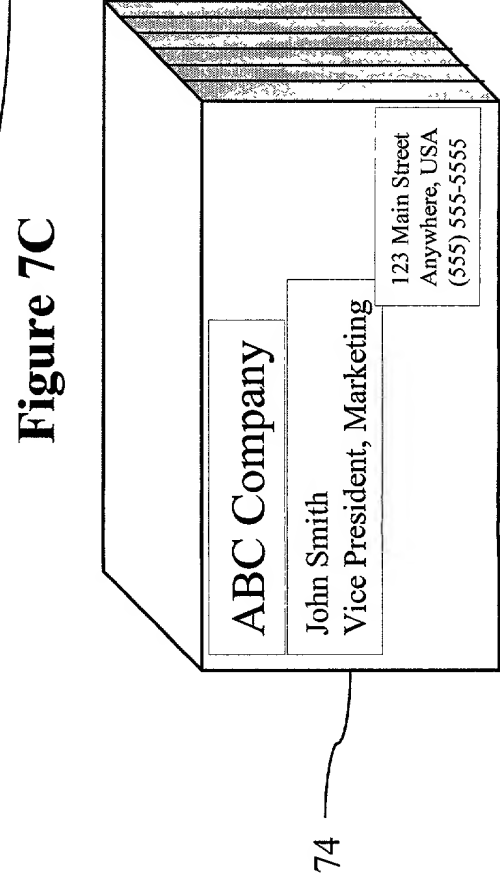 Figure 7C
ABC Company
John Smith
Vice President, Marketing
123 Main Street
Anywhere, USA
(555) 555-5555
74